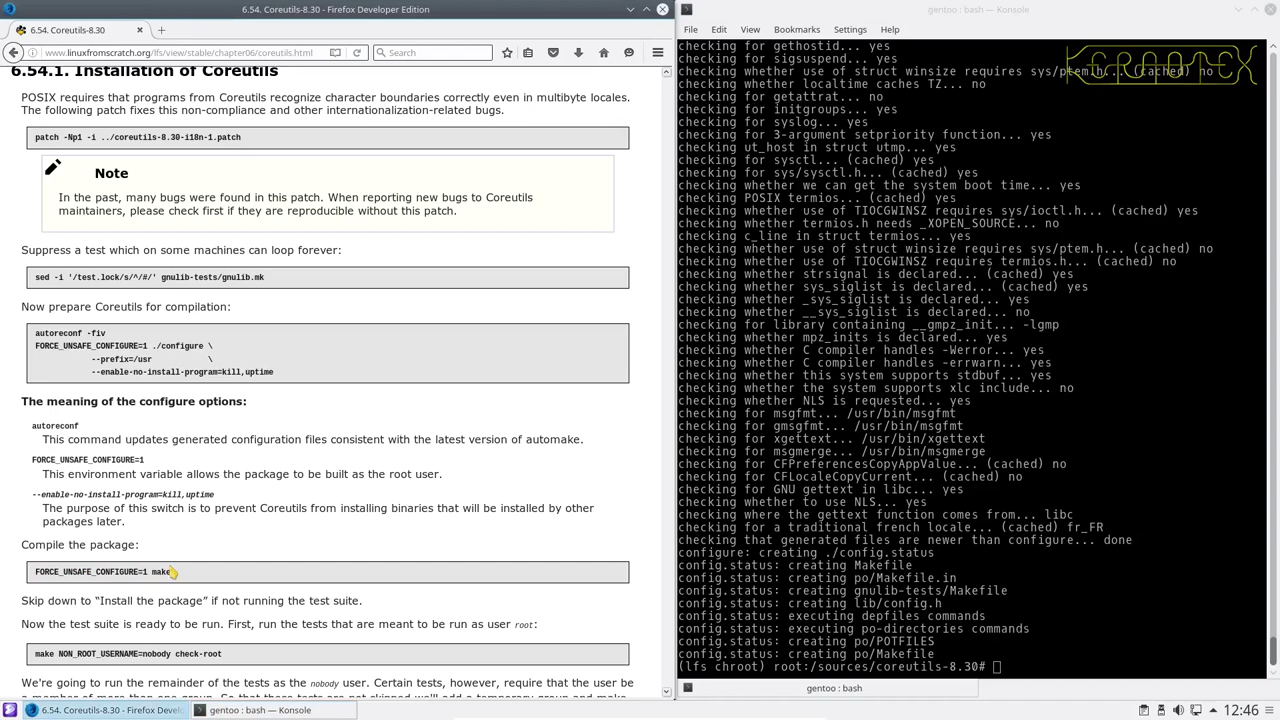 6.54. Coreutils-8.30 - Firefox Developer Edition
6.54. Coreutils-8.30
www.linuxfromscratch.org/lfs/view/stable/chapter06/coreutils.html
Search
6.54.1. Installation of Coreutils
POSIX requires that programs from Coreutils recognize character boundaries correctly even in multibyte locales.
The following patch fixes this non-compliance and other internationalization-related bugs.
patch -Np1 -i ../coreutils-8.30-i18n-1.patch
Note
In the past, many bugs were found in this patch. When reporting new bugs to Coreutils
maintainers, please check first if they are reproducible without this patch.
Suppress a test which on some machines can loop forever:
sed -i '/test.lock/s/^/#/' gnulib-tests/gnulib.mk
Now prepare Coreutils for compilation:
autoreconf -fiv
FORCE_UNSAFE_CONFIGURE=1 ./configure \
--prefix=/usr            \
--enable-no-install-program=kill,uptime
The meaning of the configure options:
autoreconf
This command updates generated configuration files consistent with the latest version of automake.
FORCE_UNSAFE_CONFIGURE=1
This environment variable allows the package to be built as the root user.
--enable-no-install-program=kill,uptime
The purpose of this switch is to prevent Coreutils from installing binaries that will be installed by other
packages later.
Compile the package:
FORCE_UNSAFE_CONFIGURE=1 make
Skip down to “Install the package” if not running the test suite.
Now the test suite is ready to be run. First, run the tests that are meant to be run as user root:
make NON_ROOT_USERNAME=nobody check-root
We're going to run the remainder of the tests as the nobody user. Certain tests, however, require that the user be
a member of more than one group. So that these tests are not skipped we'll add a temporary group and make
gentoo : bash — Konsole
File Edit View Bookmarks Settings Help
checking for gethostid... yes
checking for sigsuspend... yes
checking whether use of struct winsize requires sys/ptem.h... (cached) no
checking whether localtime caches TZ... no
checking for getattrat... no
checking for initgroups... yes
checking for syslog... yes
checking for 3-argument setpriority function... yes
checking ut_host in struct utmp... yes
checking for sysctl... (cached) yes
checking for sys/sysctl.h... (cached) yes
checking whether we can get the system boot time... yes
checking POSIX termios... (cached) yes
checking whether use of TIOCGWINSZ requires sys/ioctl.h... (cached) yes
checking whether termios.h needs _XOPEN_SOURCE... no
checking c_line in struct termios... yes
checking whether use of struct winsize requires sys/ptem.h... (cached) no
checking whether use of TIOCGWINSZ requires termios.h... (cached) no
checking whether strsignal is declared... (cached) yes
checking whether sys_siglist is declared... (cached) yes
checking whether _sys_siglist is declared... yes
checking whether __sys_siglist is declared... no
checking for library containing __gmpz_init... -lgmp
checking whether mpz_inits is declared... yes
checking whether C compiler handles -Werror... yes
checking whether C compiler handles -errwarn... yes
checking whether this system supports stdbuf... yes
checking whether the system supports xlc include... no
checking whether NLS is requested... yes
checking for msgfmt... /usr/bin/msgfmt
checking for gmsgfmt... /usr/bin/msgfmt
checking for xgettext... /usr/bin/xgettext
checking for msgmerge... /usr/bin/msgmerge
checking for CFPreferencesCopyAppValue... (cached) no
checking for CFLocaleCopyCurrent... (cached) no
checking for GNU gettext in libc... yes
checking whether to use NLS... yes
checking where the gettext function comes from... libc
checking for a traditional french locale... (cached) fr_FR
checking that generated files are newer than configure... done
configure: creating ./config.status
config.status: creating Makefile
config.status: creating po/Makefile.in
config.status: creating gnulib-tests/Makefile
config.status: creating lib/config.h
config.status: executing depfiles commands
config.status: executing po-directories commands
config.status: creating po/POTFILES
config.status: creating po/Makefile
(lfs chroot) root:/sources/coreutils-8.30#
gentoo : bash
6.54. Coreutils-8.30 - Firefox Develo
gentoo : bash — Konsole
12:46